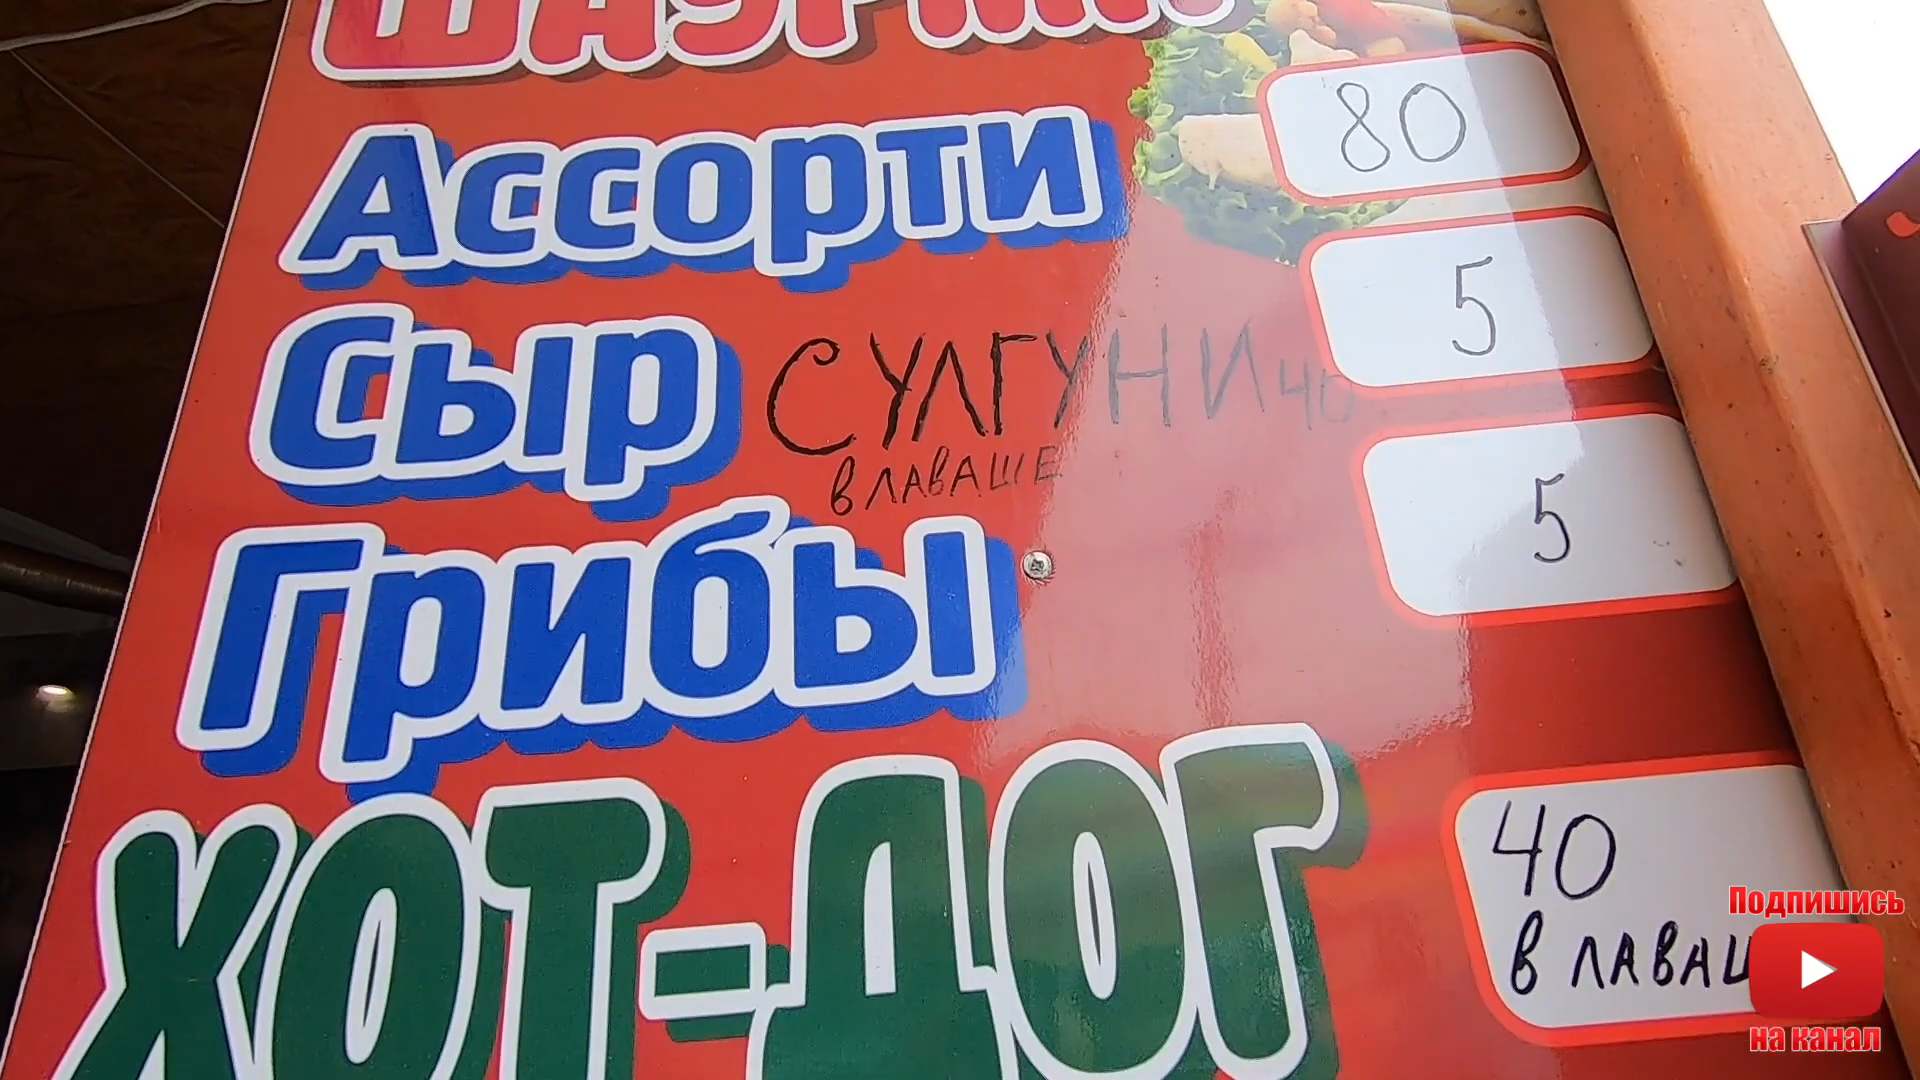 Ассорти 80
Сыр СУЛГУНИ 40 5
в ЛАВАШЕ
Грибы 5
ХОТ-ДОГ 40
в ЛАВАШ
Подпишись
на канал